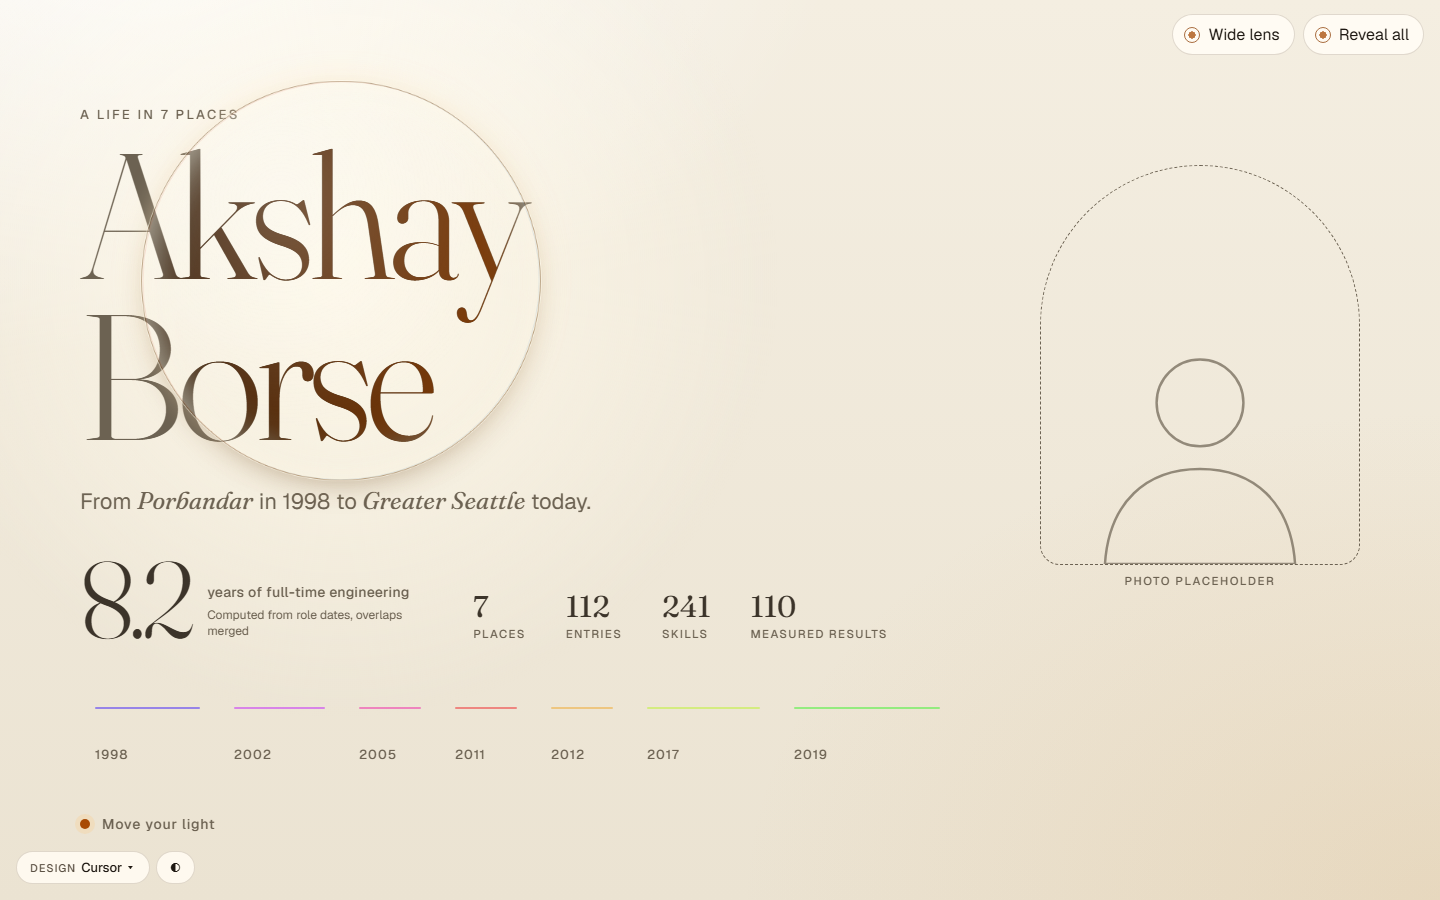 Wide lens
Reveal all
A LIFE IN 7 PLACES
Akshay
Borse
From Porbandar in 1998 to Greater Seattle today.
8.2
years of full-time engineering
Computed from role dates, overlaps
merged
7
PLACES
112
ENTRIES
241
SKILLS
110
MEASURED RESULTS
PHOTO PLACEHOLDER
1998
2002
2005
2011
2012
2017
2019
Move your light
DESIGN Cursor